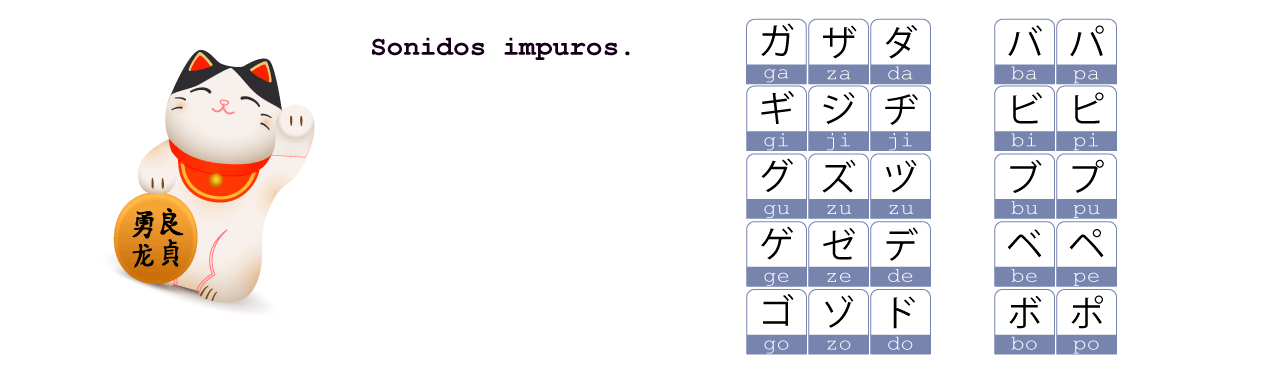 Sonidos impuros.
勇良
龙貞
ガ ザ ダ バ パ
ga za da ba pa
ギ ジ ヂ ビ ピ
gi ji ji bi pi
グ ズ ヅ ブ プ
gu zu zu bu pu
ゲ ゼ デ ベ ペ
ge ze de be pe
ゴ ゾ ド ボ ポ
go zo do bo po